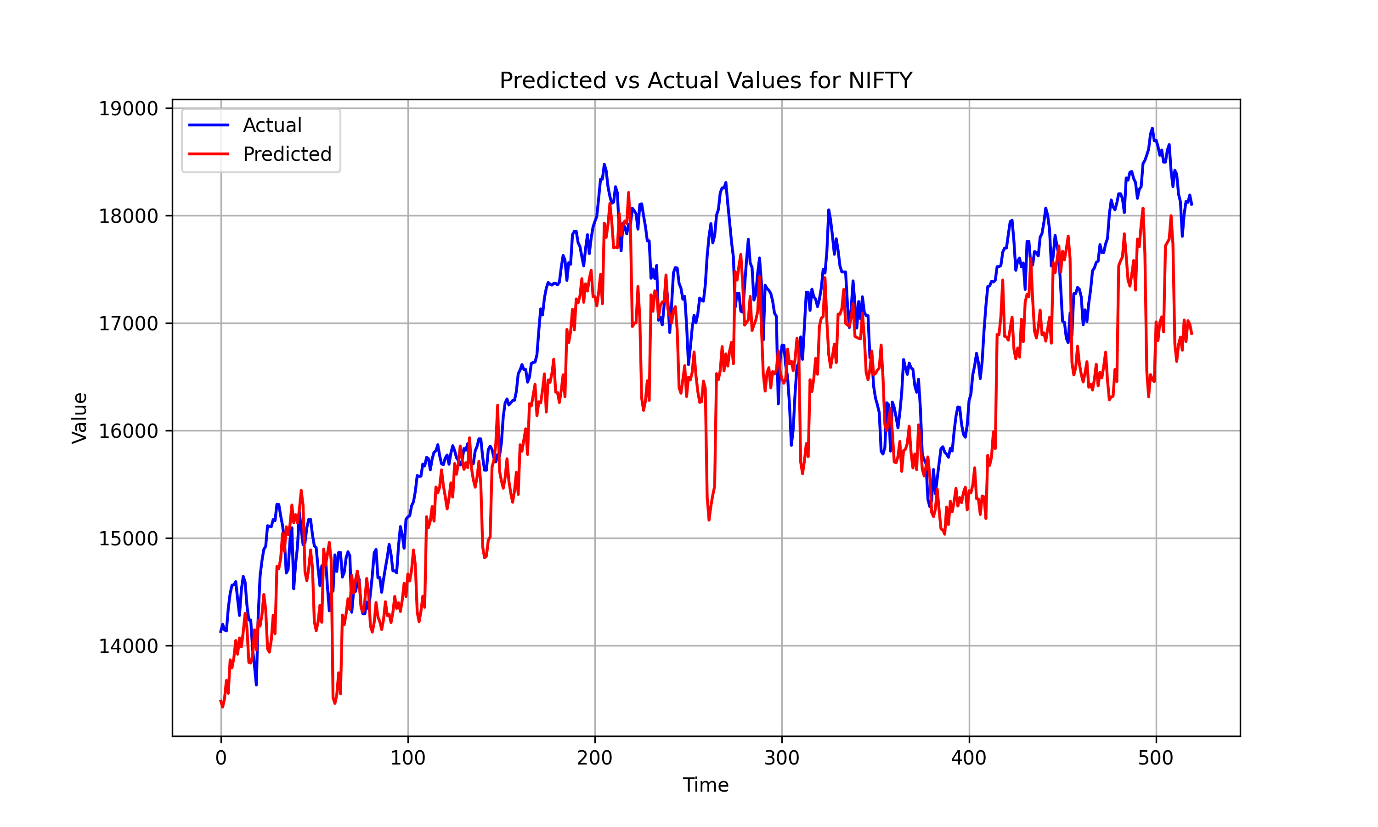 Predicted vs Actual Values for NIFTY
Actual
Predicted
19000
18000
17000
16000
15000
14000
Value
0 100 200 300 400 500
Time